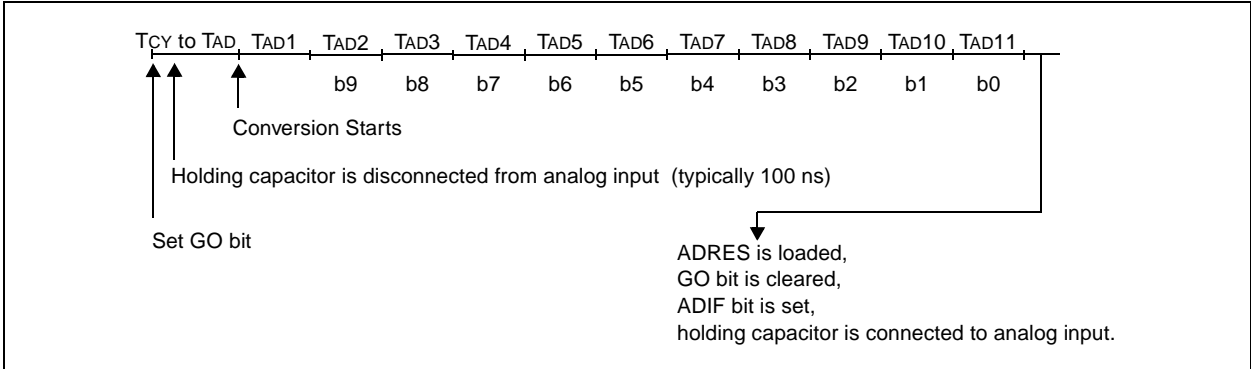 TCY to TAD TAD1 TAD2 TAD3 TAD4 TAD5 TAD6 TAD7 TAD8 TAD9 TAD10 TAD11
b9 b8 b7 b6 b5 b4 b3 b2 b1 b0
Conversion Starts
Holding capacitor is disconnected from analog input (typically 100 ns)
Set GO bit
ADRES is loaded,
GO bit is cleared,
ADIF bit is set,
holding capacitor is connected to analog input.